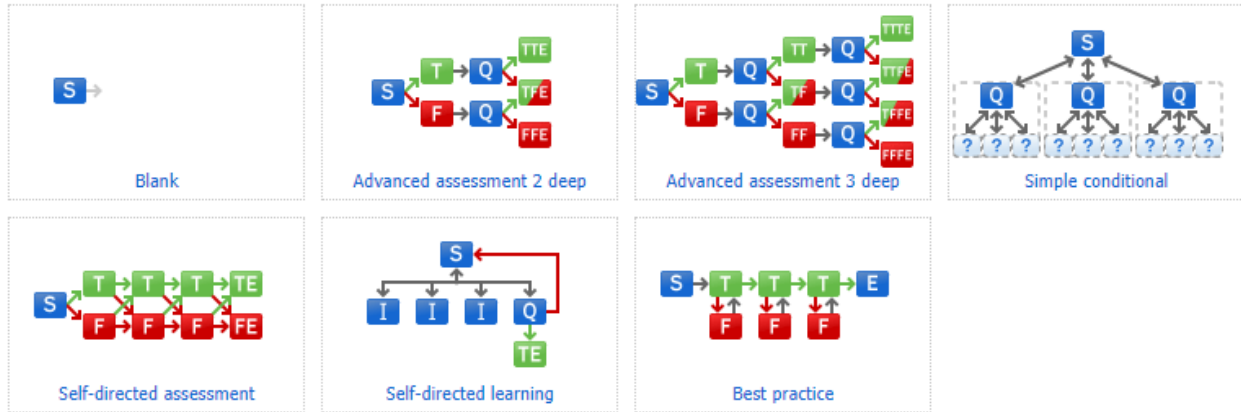 S
Blank
S T Q TTE
F Q TFE
FFE
Advanced assessment 2 deep
S T Q TT Q TTTE
TTFE
F Q TF Q TFFE
FF Q FFFE
Advanced assessment 3 deep
S
Q Q Q
? ? ? ? ? ? ? ? ?
Simple conditional
S T T T TE
F F F FE
Self-directed assessment
S
I I I Q
TE
Self-directed learning
S T T T E
F F F
Best practice